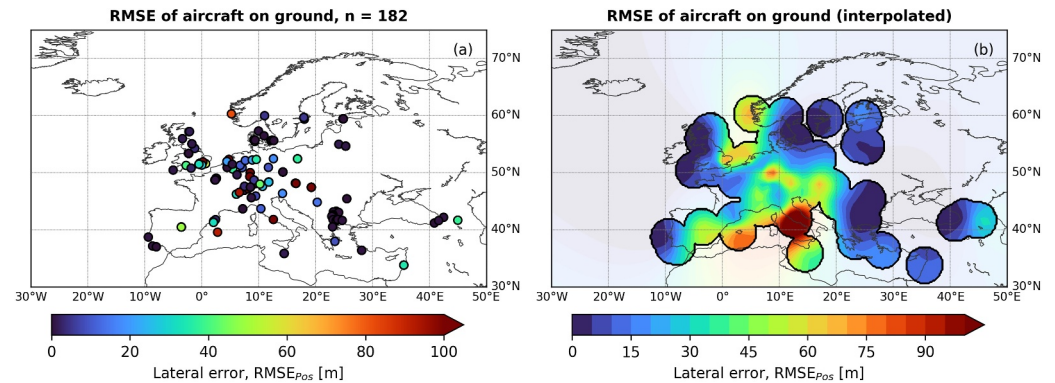 RMSE of aircraft on ground, n = 182
(a)
70°N
60°N
50°N
40°N
30°N
30°W 20°W 10°W 0° 10°E 20°E 30°E 40°E 50°E
0 20 40 60 80 100
Lateral error, RMSE_Pos [m]
RMSE of aircraft on ground (interpolated)
(b)
70°N
60°N
50°N
40°N
30°N
30°W 20°W 10°W 0° 10°E 20°E 30°E 40°E 50°E
0 15 30 45 60 75 90
Lateral error, RMSE_Pos [m]